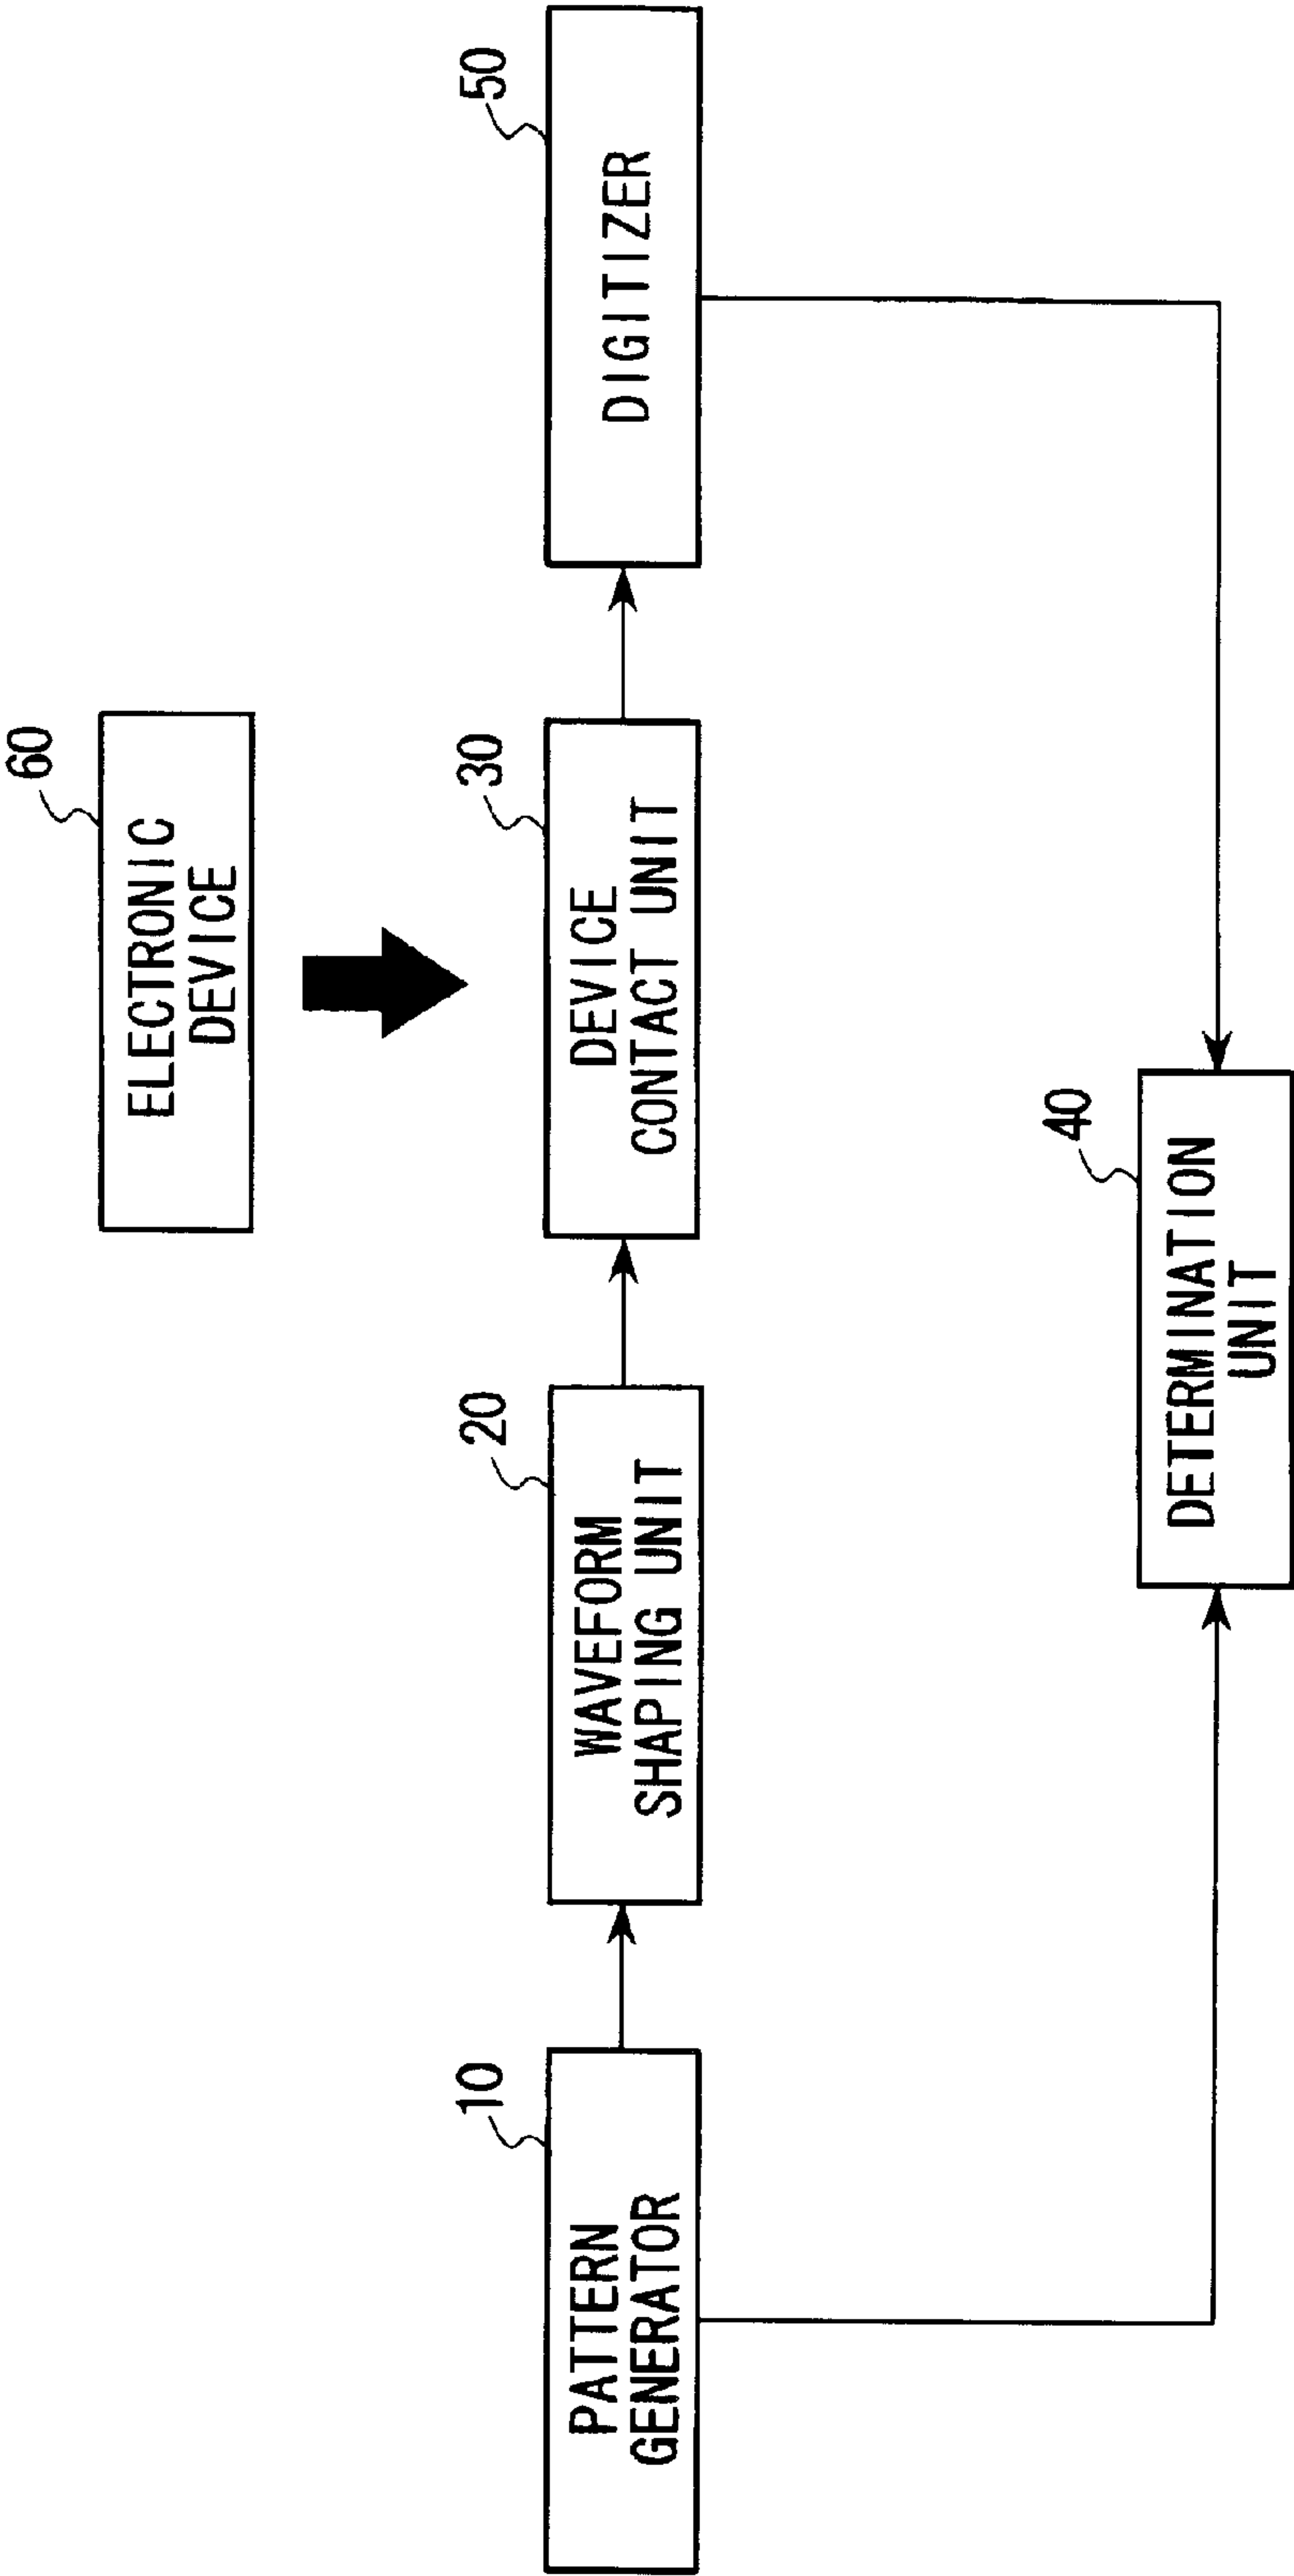 60
ELECTRONIC
DEVICE
10
PATTERN
GENERATOR
20
WAVEFORM
SHAPING UNIT
30
DEVICE
CONTACT UNIT
50
DIGITIZER
40
DETERMINATION
UNIT